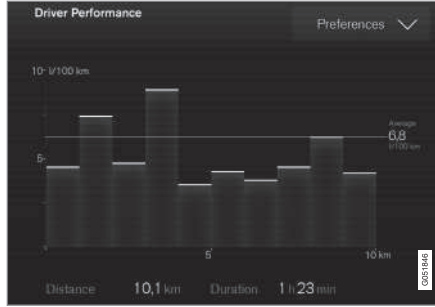 Driver Performance
Preferences
10- l/100 km
Average
6,8
l/100 km
5-
5
10 km
Distance 10,1 km Duration 1 h 23 min
G051846